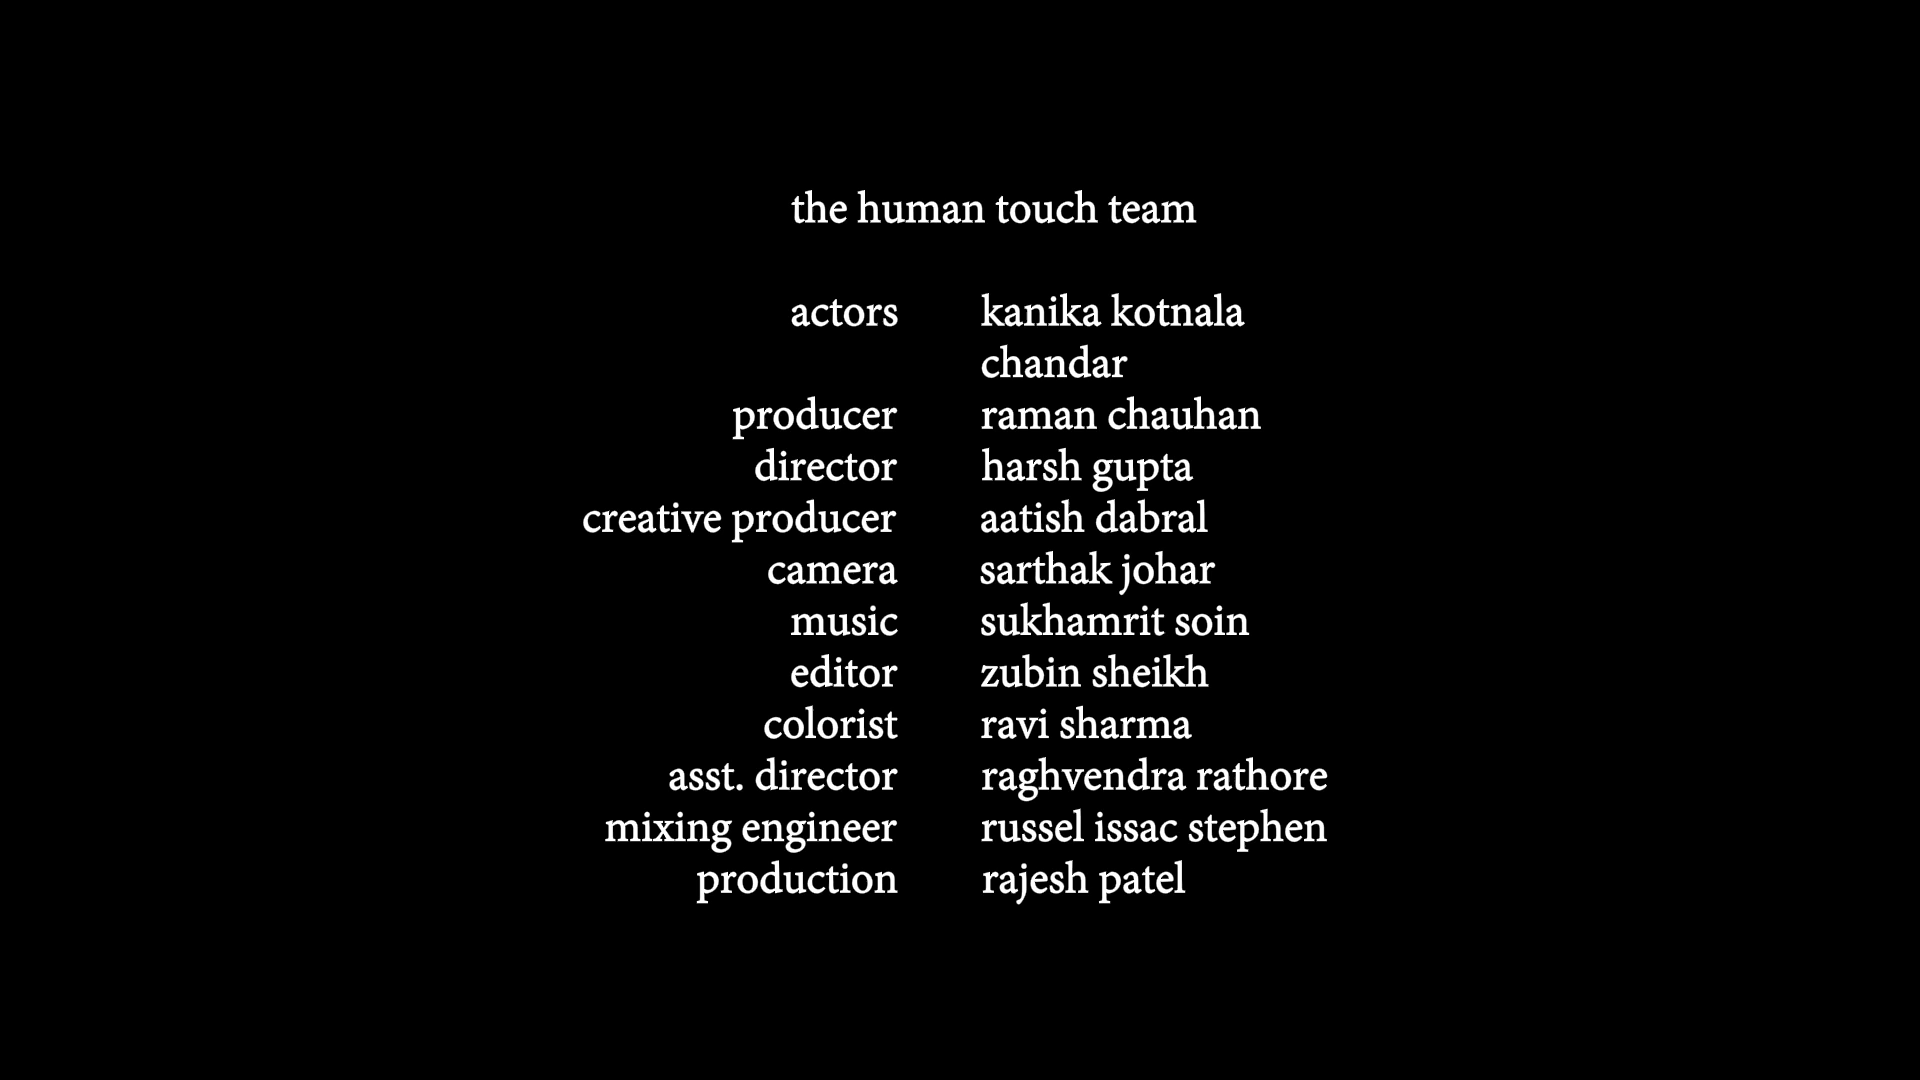 the human touch team
actors kanika kotnala
chandar
producer raman chauhan
director harsh gupta
creative producer aatish dabral
camera sarthak johar
music sukhamrit soin
editor zubin sheikh
colorist ravi sharma
asst. director raghvendra rathore
mixing engineer russel issac stephen
production rajesh patel